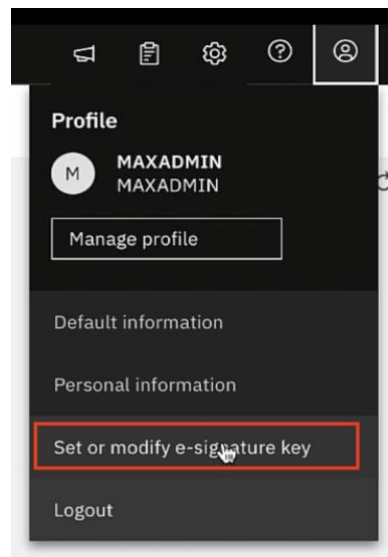 Profile
M
MAXADMIN
MAXADMIN
Manage profile
Default information
Personal information
Set or modify e-signature key
Logout